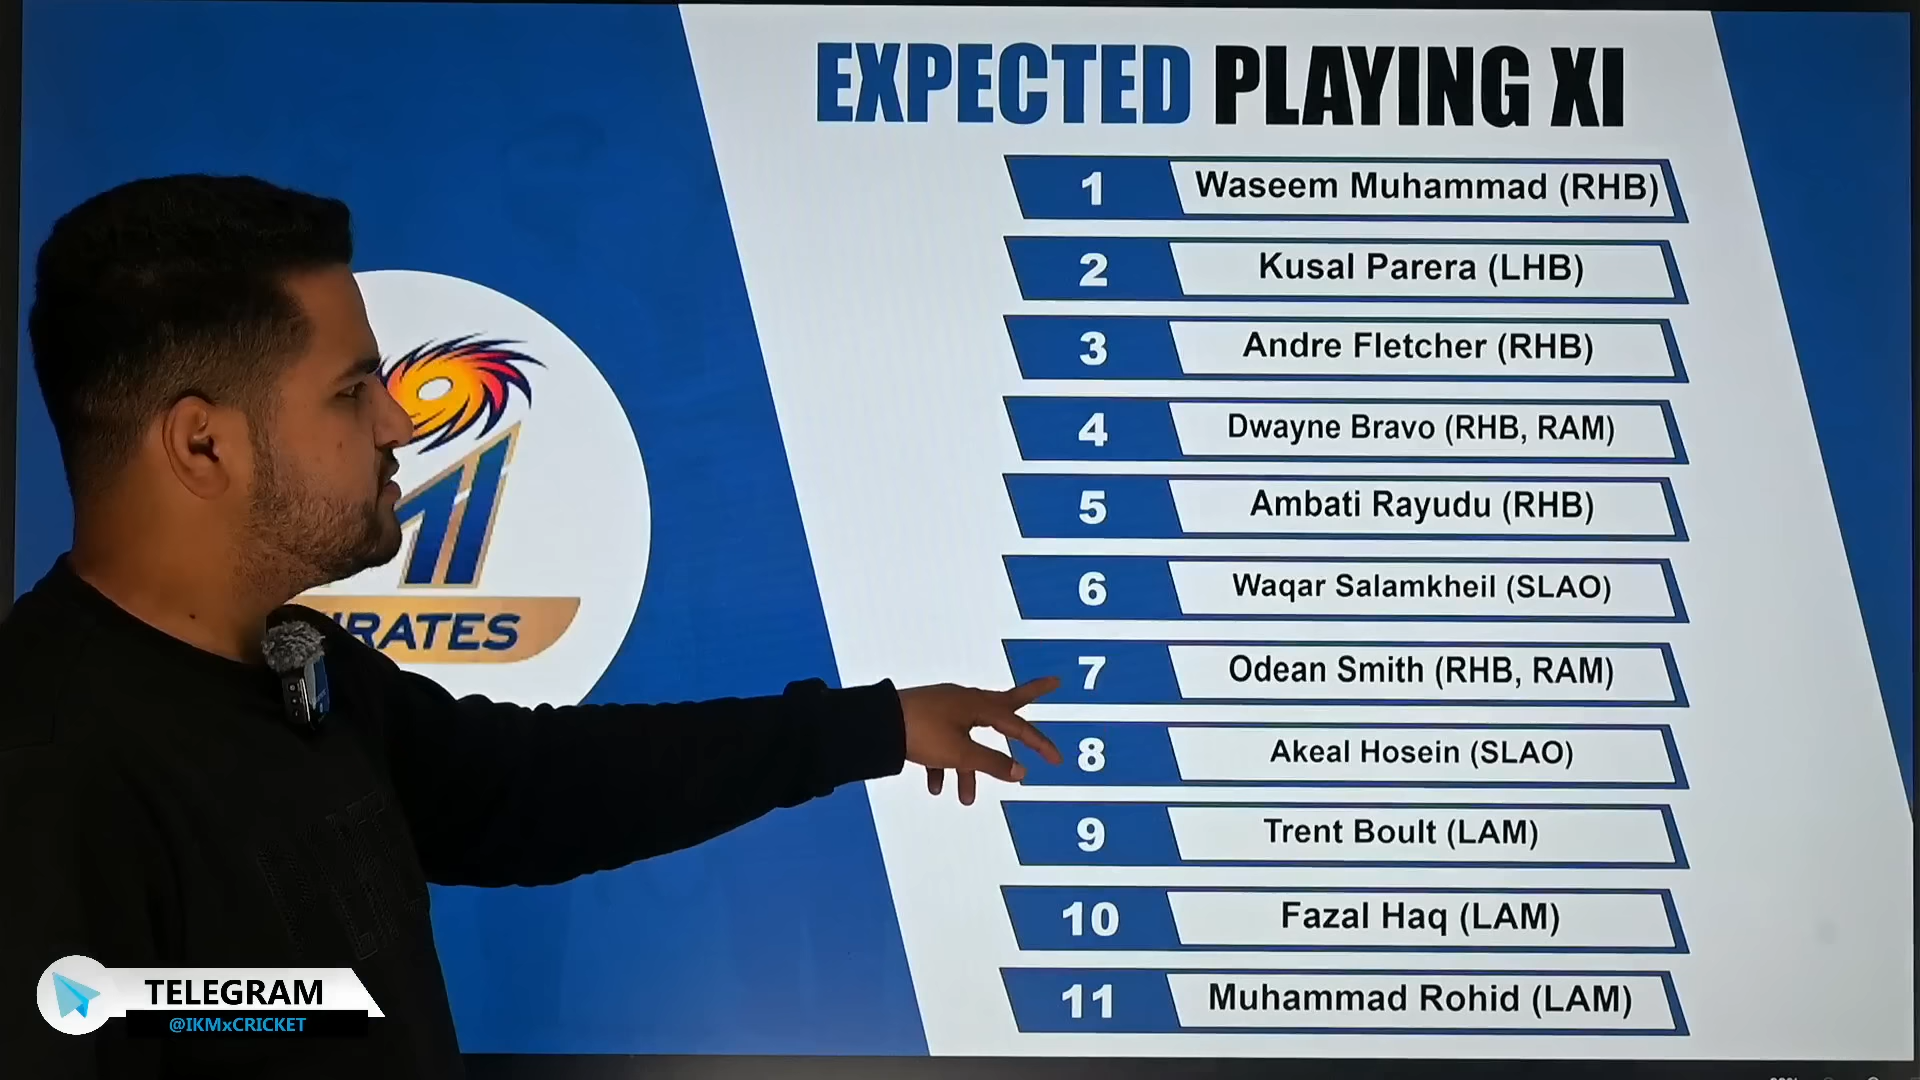 EXPECTED PLAYING XI
1 Waseem Muhammad (RHB)
2 Kusal Parera (LHB)
3 Andre Fletcher (RHB)
4 Dwayne Bravo (RHB, RAM)
5 Ambati Rayudu (RHB)
6 Waqar Salamkheil (SLAO)
7 Odean Smith (RHB, RAM)
8 Akeal Hosein (SLAO)
9 Trent Boult (LAM)
10 Fazal Haq (LAM)
11 Muhammad Rohid (LAM)
IRATES
TELEGRAM
@IKMxCRICKET